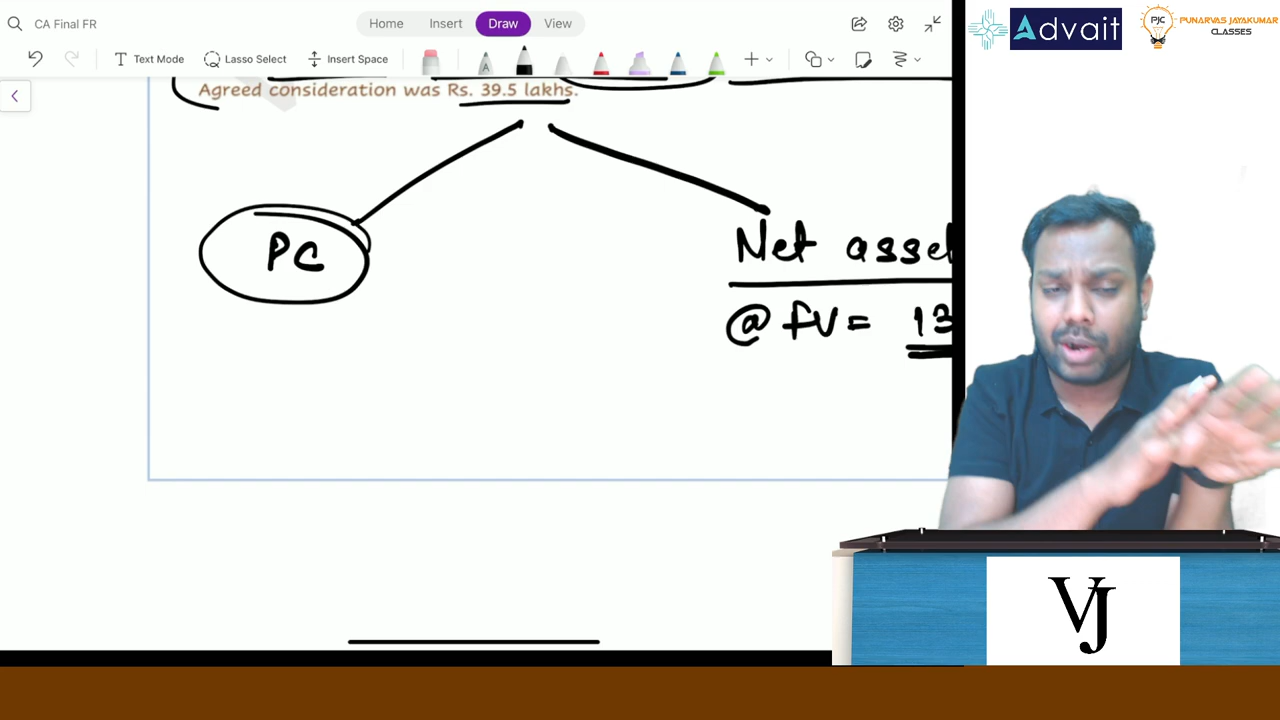 CA Final FR
Home Insert Draw View
Advait
PJC
PUNARVAS JAYAKUMAR
CLASSES
Text Mode Lasso Select Insert Space
Agreed consideration was Rs. 39.5 lakhs.
PC
Net asse
@ FV = 13
VJ